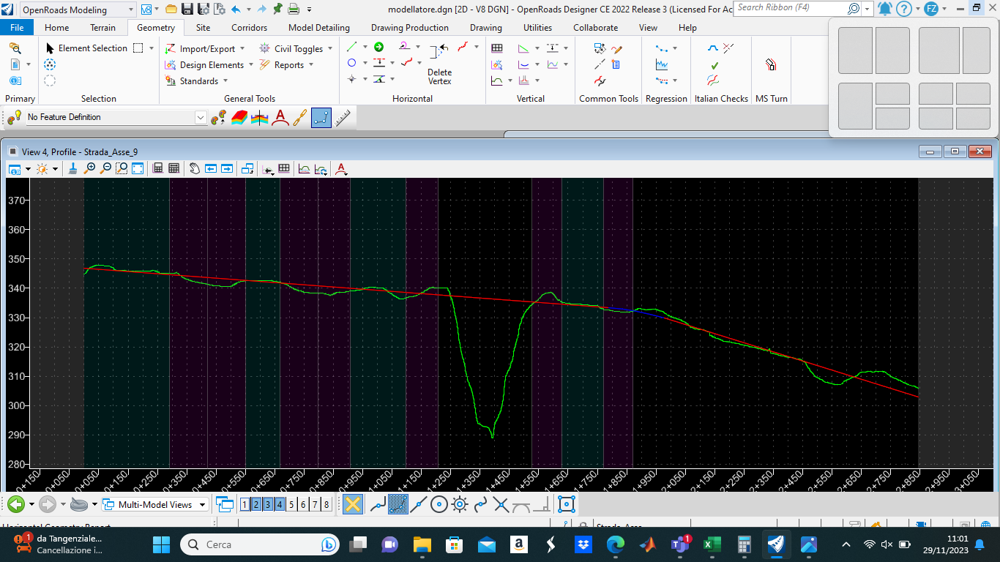 OpenRoads Modeling
modellatore.dgn [2D - V8 DGN] - OpenRoads Designer CE 2022 Release 3 (Licensed For Ac
Search Ribbon (F4)
FZ
File Home Terrain Geometry Site Corridors Model Detailing Drawing Production Drawing Utilities Collaborate View Help
Element Selection
Import/Export
Civil Toggles
Design Elements
Reports
Standards
Delete
Vertex
Primary Selection General Tools Horizontal Vertical Common Tools Regression Italian Checks MS Turn
No Feature Definition
View 4, Profile - Strada_Asse_9
370
360
350
340
330
320
310
300
290
280
0+150 0+050 0+050 0+150 0+250 0+350 0+450 0+550 0+650 0+750 0+850 0+950 1+050 1+150 1+250 1+350 1+450 1+550 1+650 1+750 1+850 1+950 2+050 2+150 2+250 2+350 2+450 2+550 2+650 2+750 2+850 2+950 3+050
Multi-Model Views
1 2 3 4 5 6 7 8
Horizontal Geometry Report
Strada_Asse
1
da Tangenziale...
Cancellazione i...
Cerca
1
11:01
29/11/2023